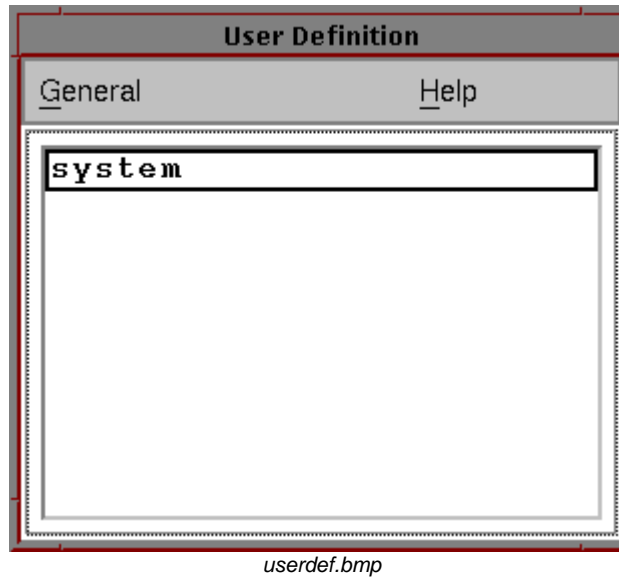 User Definition
General Help
system
userdef.bmp